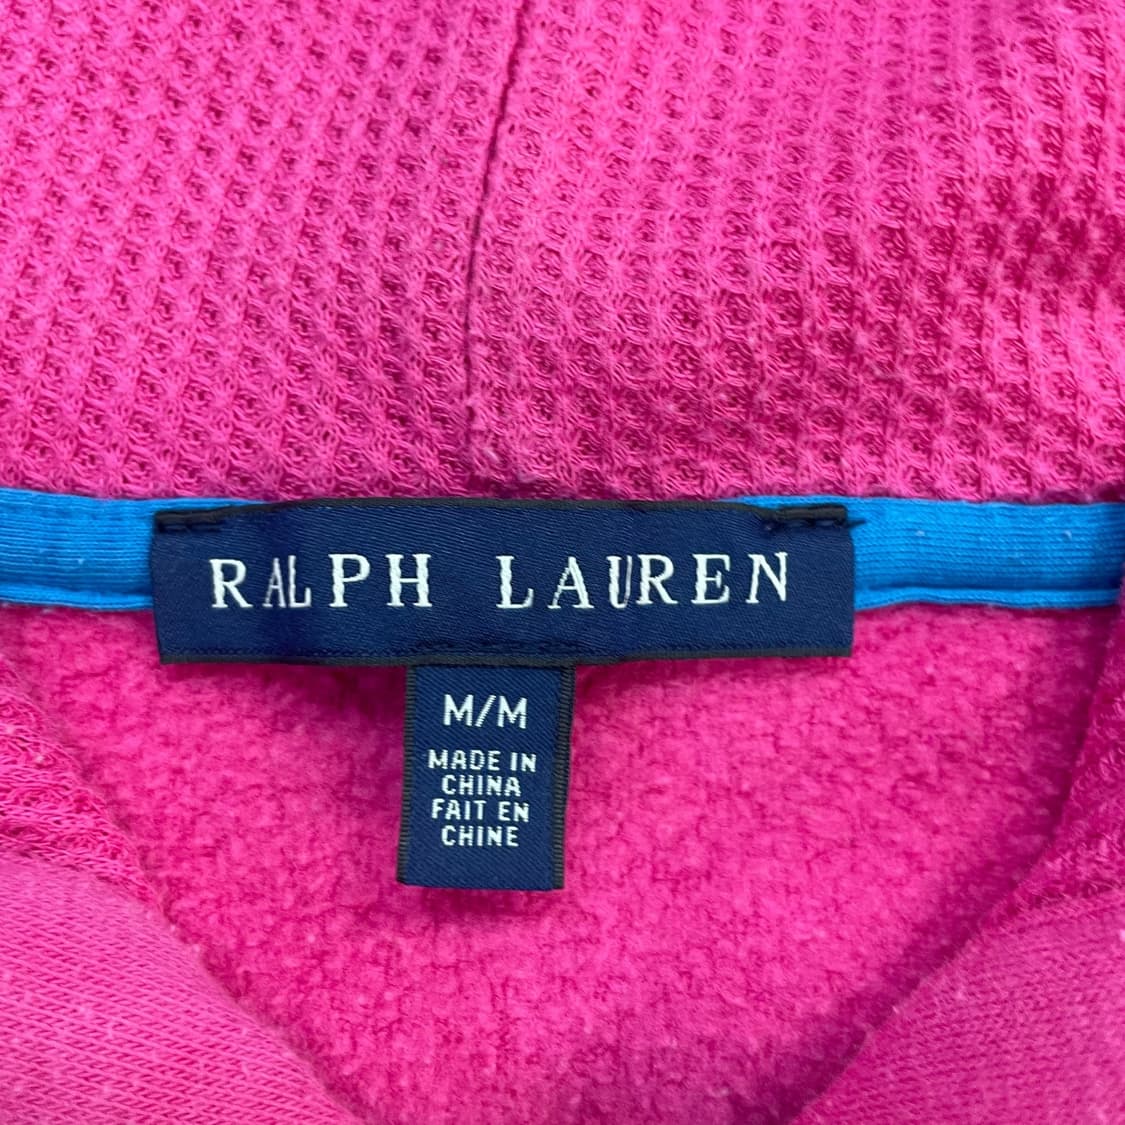 RALPH LAUREN
M/M
MADE IN
CHINA
FAIT EN
CHINE